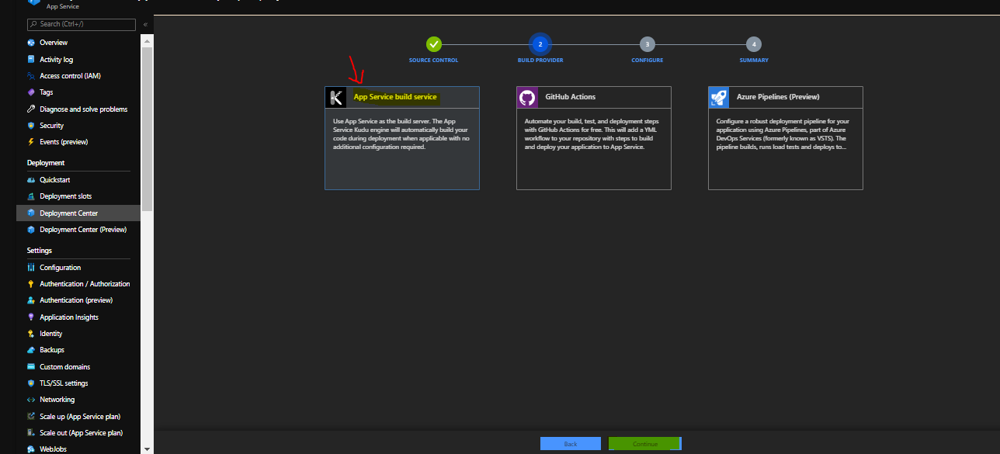 App Service
Search (Ctrl+/)
«
Overview
Activity log
Access control (IAM)
Tags
Diagnose and solve problems
Security
Events (preview)
Deployment
Quickstart
Deployment slots
Deployment Center
Deployment Center (Preview)
Settings
Configuration
Authentication / Authorization
Authentication (preview)
Application Insights
Identity
Backups
Custom domains
TLS/SSL settings
Networking
Scale up (App Service plan)
Scale out (App Service plan)
WebJobs
2
3
4
SOURCE CONTROL
BUILD PROVIDER
CONFIGURE
SUMMARY
App Service build service
Use App Service as the build server. The App
Service Kudu engine will automatically build your
code during deployment when applicable with no
additional configuration required.
GitHub Actions
Automate your build, test, and deployment steps
with GitHub Actions for free. This will add a YML
workflow to your repository with steps to build
and deploy your application to App Service.
Azure Pipelines (Preview)
Configure a robust deployment pipeline for your
application using Azure Pipelines, part of Azure
DevOps Services (formerly known as VSTS). The
pipeline builds, runs load tests and deploys to...
Back
Continue